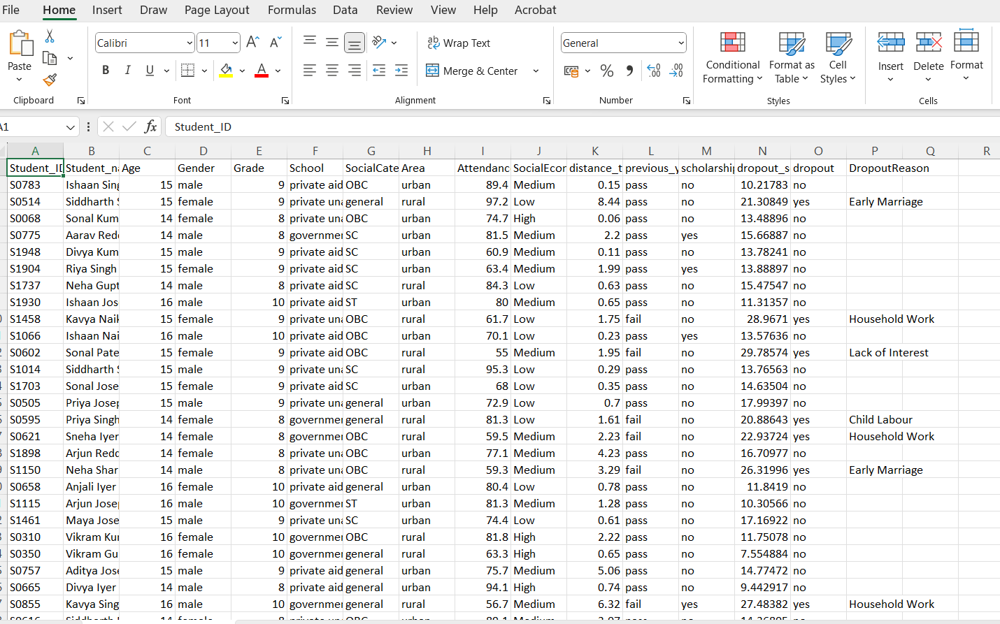 File Home Insert Draw Page Layout Formulas Data Review View Help Acrobat
Calibri 11 Wrap Text General
Paste B I U Merge & Center % Conditional Formatting Format as Table Cell Styles Insert Delete Format
Clipboard Font Alignment Number Styles Cells
A1 fx Student_ID
A B C D E F G H I J K L M N O P Q R
Student_ID Student_na Age Gender Grade School SocialCate Area Attendanc SocialEcor distance_t previous_y scholarshi dropout_s dropout DropoutReason
S0783 Ishaan Sing 15 male 9 private aid OBC urban 89.4 Medium 0.15 pass no 10.21783 no
S0514 Siddharth S 15 female 9 private una general rural 97.2 Low 8.44 pass no 21.30849 yes Early Marriage
S0068 Sonal Kum 14 female 8 private una OBC urban 74.7 High 0.06 pass no 13.48896 no
S0775 Aarav Redd 14 male 8 governmen SC urban 81.5 Medium 2.2 pass yes 15.66887 no
S1948 Divya Kum 15 male 9 private aid SC urban 60.9 Medium 0.11 pass no 13.78241 no
S1904 Riya Singh 15 female 9 private aid SC urban 63.4 Medium 1.99 pass yes 13.88897 no
S1737 Neha Gupt 14 male 8 private aid SC rural 84.3 Low 0.63 pass no 15.47547 no
S1930 Ishaan Jos 16 male 10 private aid ST urban 80 Medium 0.65 pass no 11.31357 no
S1458 Kavya Naik 15 female 9 private una OBC rural 61.7 Low 1.75 fail no 28.9671 yes Household Work
S1066 Ishaan Nai 16 male 10 private aid OBC urban 70.1 Low 0.23 pass yes 13.57636 no
S0602 Sonal Pate 15 female 9 private aid OBC rural 55 Medium 1.95 fail no 29.78574 yes Lack of Interest
S1014 Siddharth S 15 male 9 private una SC rural 95.3 Low 0.29 pass no 13.76563 no
S1703 Sonal Jose 15 female 9 private aid SC urban 68 Low 0.35 pass no 14.63504 no
S0505 Priya Josep 15 male 9 private una general urban 72.9 Low 0.7 pass no 17.99397 no
S0595 Priya Singh 14 female 8 governmen general rural 81.3 Low 1.61 fail no 20.88643 yes Child Labour
S0621 Sneha Iyer 14 female 8 governmen OBC rural 59.5 Medium 2.23 fail no 22.93724 yes Household Work
S1898 Arjun Redd 14 female 8 private una OBC urban 77.1 Medium 4.23 pass no 16.70977 no
S1150 Neha Shar 14 male 8 private una OBC rural 59.3 Medium 3.29 fail no 26.31996 yes Early Marriage
S0658 Anjali Iyer 16 female 10 private aid general urban 80.4 Low 0.78 pass no 11.8419 no
S1115 Arjun Josep 16 male 10 governmen ST urban 81.3 Medium 1.28 pass no 10.30566 no
S1461 Maya Jose 15 male 9 private una SC urban 74.4 Low 0.61 pass no 17.16922 no
S0310 Vikram Kur 16 female 10 governmen OBC rural 81.8 High 2.22 pass no 11.75078 no
S0350 Vikram Gu 16 female 10 governmen general rural 63.3 High 0.65 pass no 7.554884 no
S0757 Aditya Jose 15 male 9 private aid general urban 75.7 Medium 5.06 pass no 14.77472 no
S0665 Divya Iyer 14 male 8 private aid general urban 94.1 High 0.74 pass no 9.442917 no
S0855 Kavya Sing 16 male 10 governmen general rural 56.7 Medium 6.32 fail yes 27.48382 yes Household Work